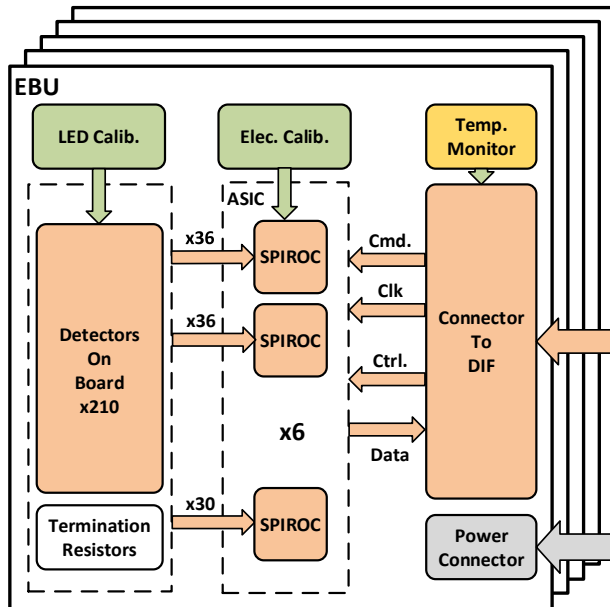 EBU
LED Calib.
Elec. Calib.
Temp.
Monitor
ASIC
x36
SPIROC
Cmd.
Clk
x36
SPIROC
Detectors
On
Board
x210
Connector
To
DIF
Ctrl.
x6
Data
x30
SPIROC
Termination
Resistors
Power
Connector